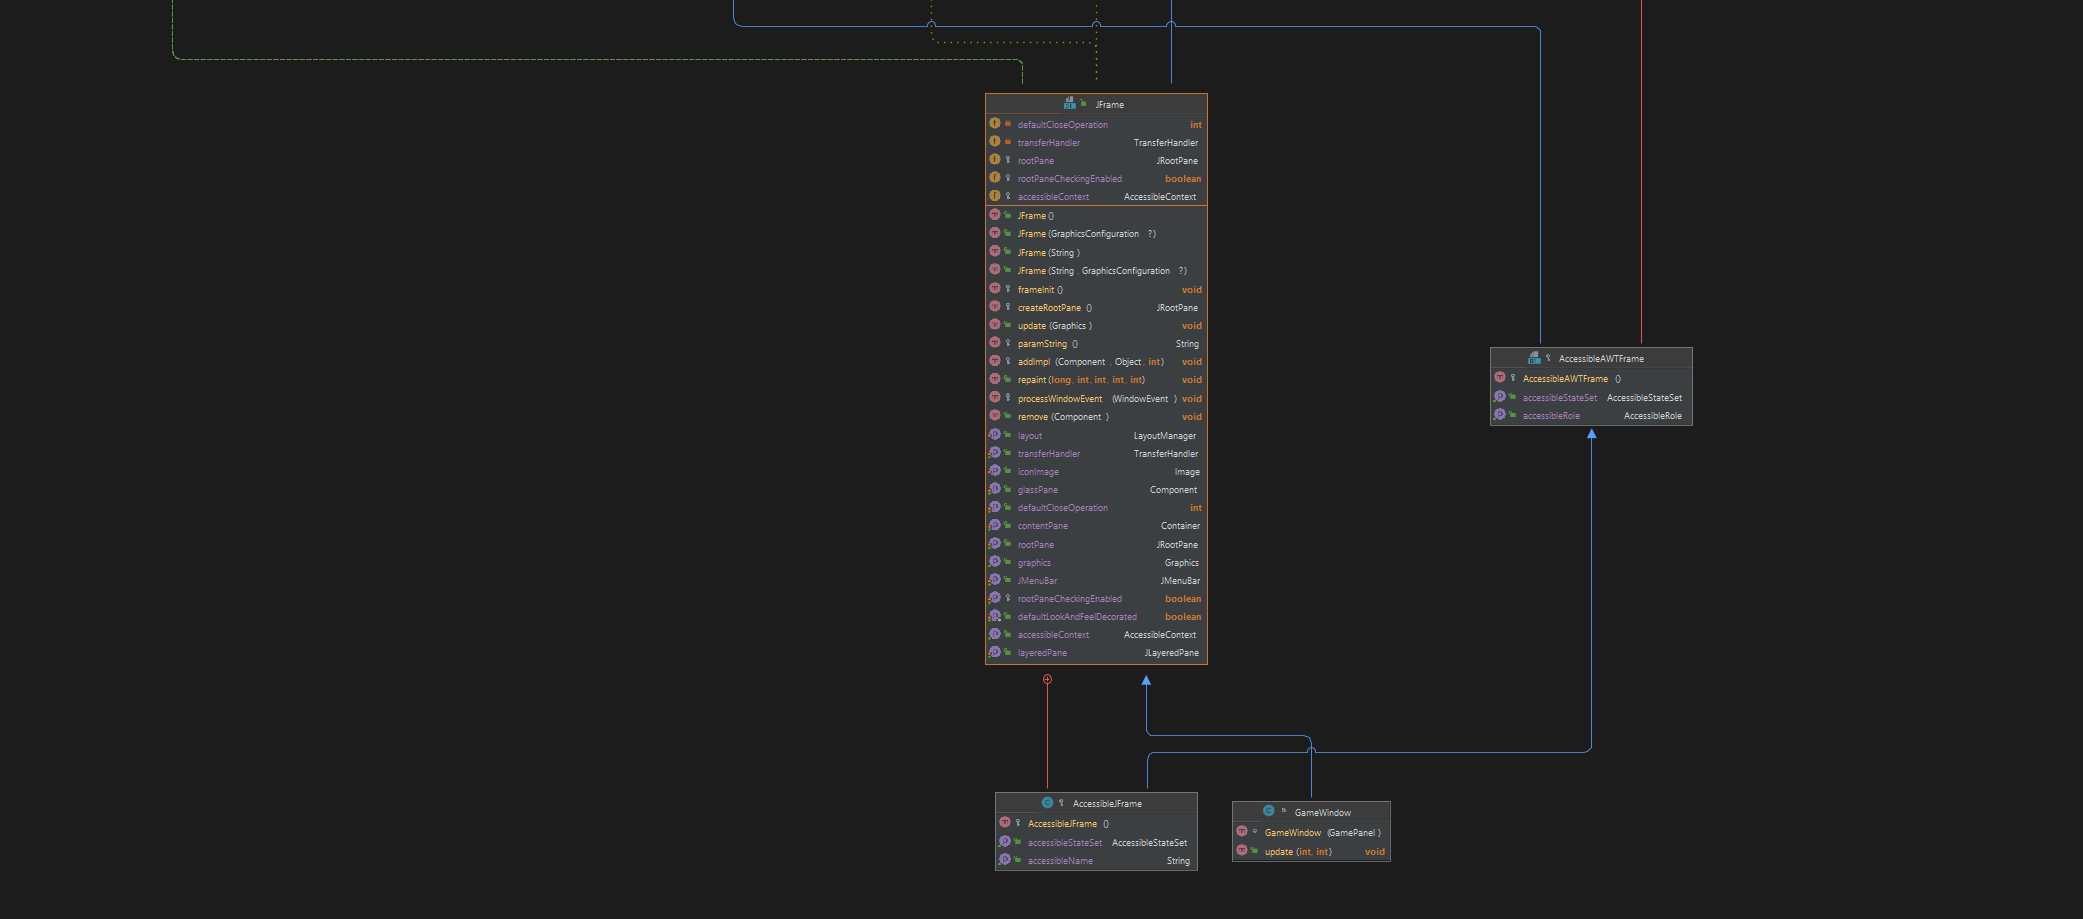 JFrame
defaultCloseOperation int
transferHandler TransferHandler
rootPane JRootPane
rootPaneCheckingEnabled boolean
accessibleContext AccessibleContext
JFrame ()
JFrame (GraphicsConfiguration ?)
JFrame (String )
JFrame (String , GraphicsConfiguration ?)
frameInit () void
createRootPane () JRootPane
update (Graphics ) void
paramString () String
addImpl (Component , Object , int) void
repaint (long, int, int, int, int) void
processWindowEvent (WindowEvent ) void
remove (Component ) void
layout LayoutManager
transferHandler TransferHandler
iconImage Image
glassPane Component
defaultCloseOperation int
contentPane Container
rootPane JRootPane
graphics Graphics
JMenuBar JMenuBar
rootPaneCheckingEnabled boolean
defaultLookAndFeelDecorated boolean
accessibleContext AccessibleContext
layeredPane JLayeredPane
AccessibleAWTFrame
AccessibleAWTFrame ()
accessibleStateSet AccessibleStateSet
accessibleRole AccessibleRole
AccessibleJFrame
AccessibleJFrame ()
accessibleStateSet AccessibleStateSet
accessibleName String
GameWindow
GameWindow (GamePanel )
update (int, int) void